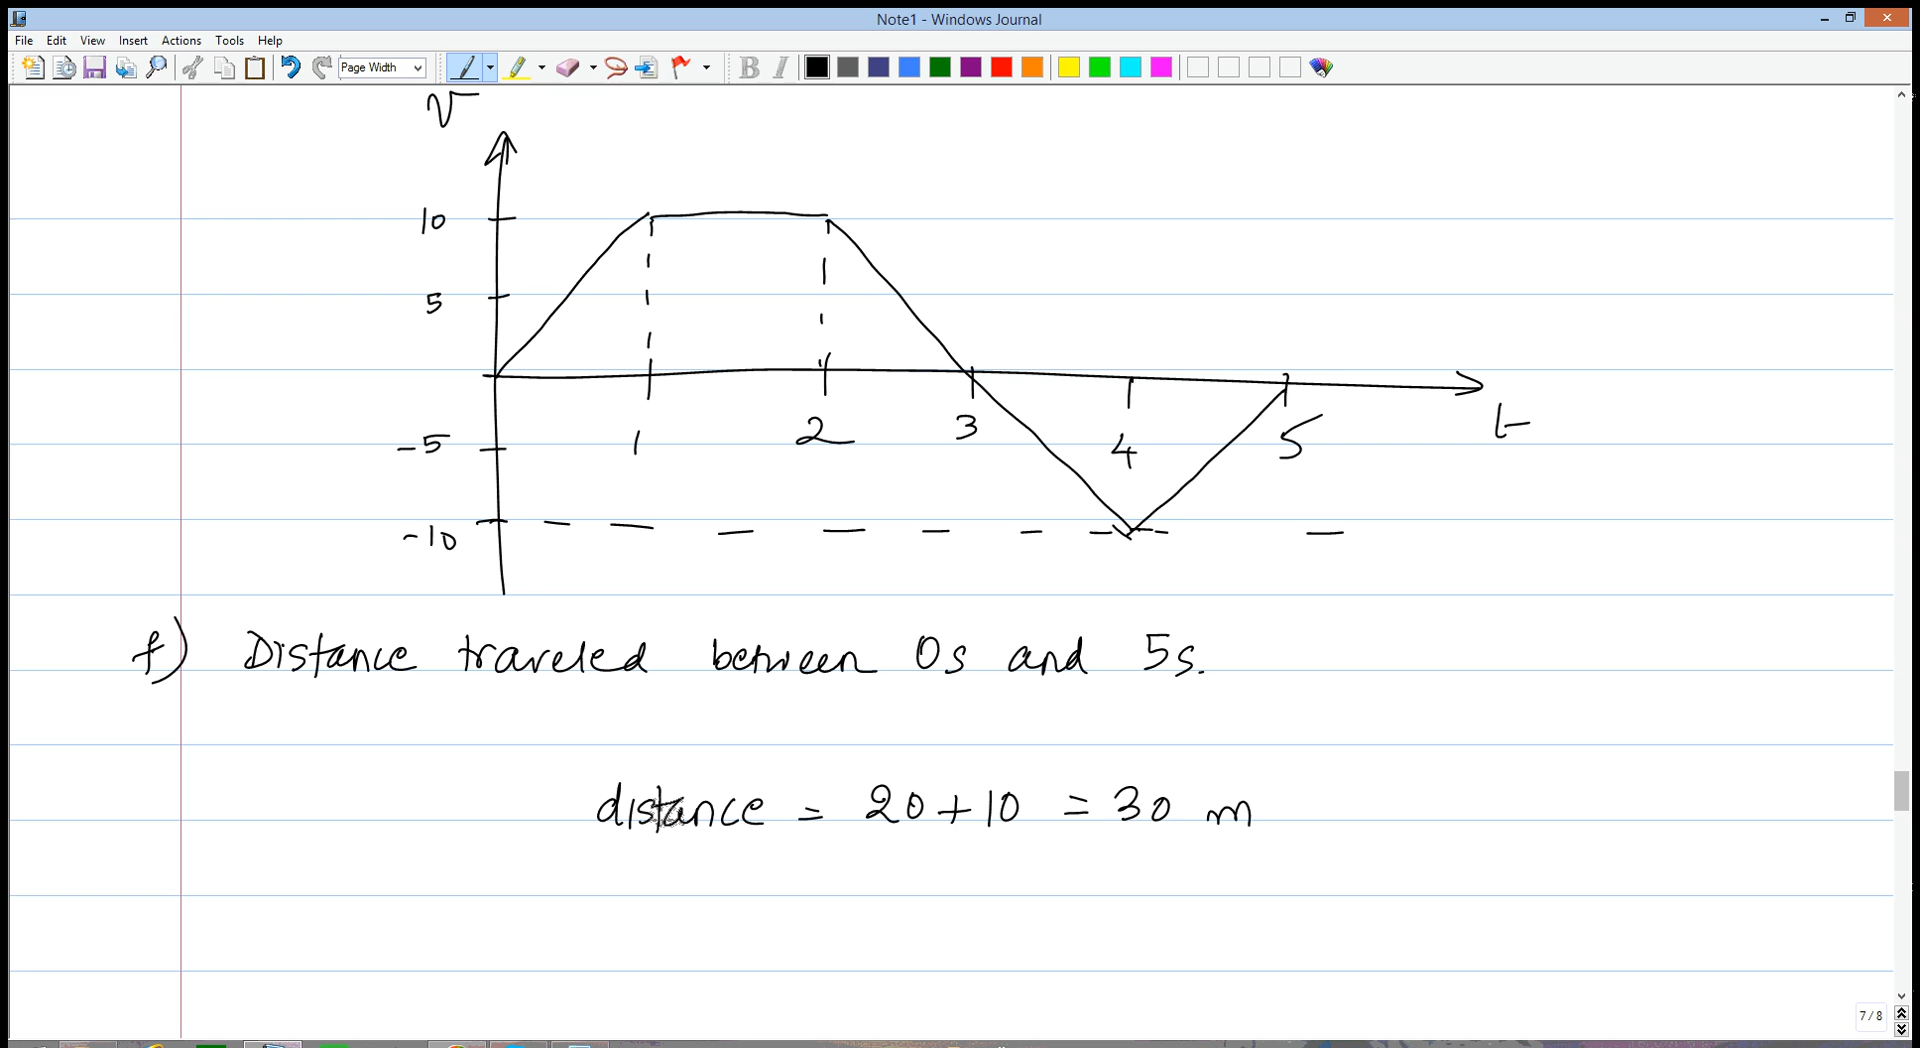 Note1 - Windows Journal
File Edit View Insert Actions Tools Help
Page Width B I
v
10
5
-5
-10
1 2 3 4 5
t
f) Distance traveled between 0s and 5s.
distance = 20+10 = 30 m
7 / 8